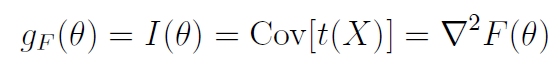 g_F(θ) = I(θ) = Cov[t(X)] = ∇²F(θ)